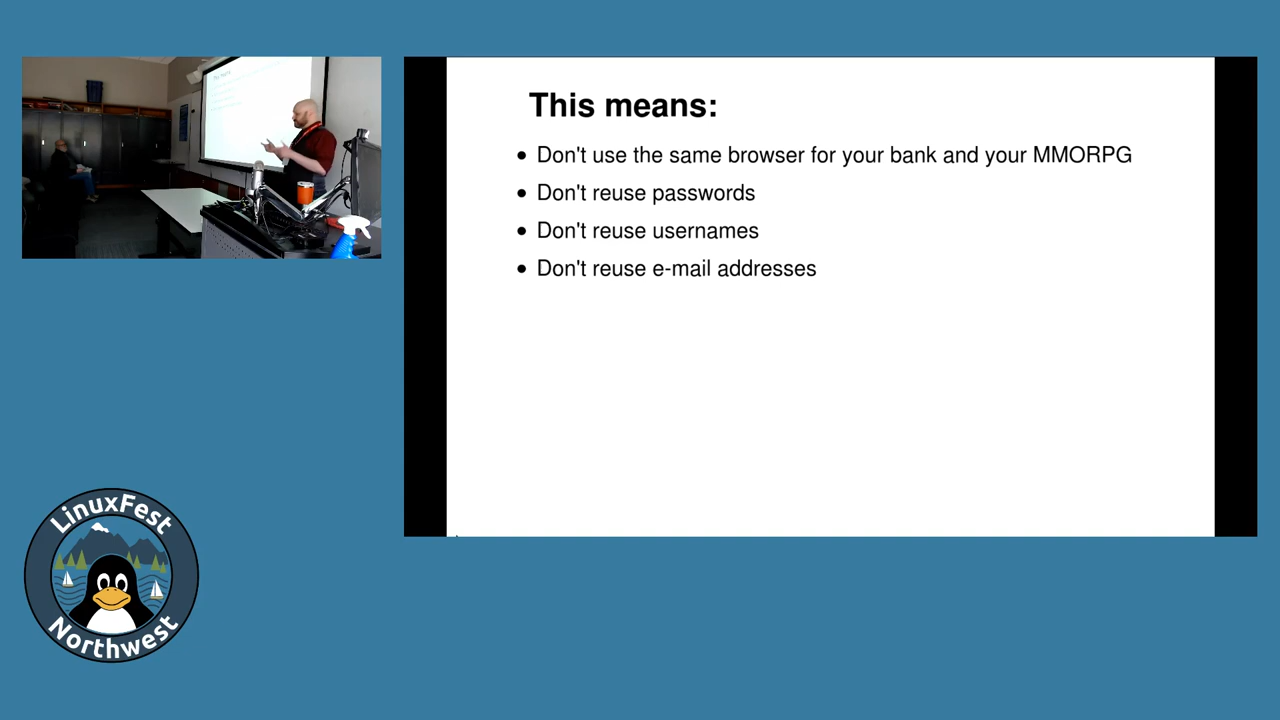 This means:
Don't use the same browser for your bank and your MMORPG
Don't reuse passwords
Don't reuse usernames
Don't reuse e-mail addresses
LinuxFest
Northwest